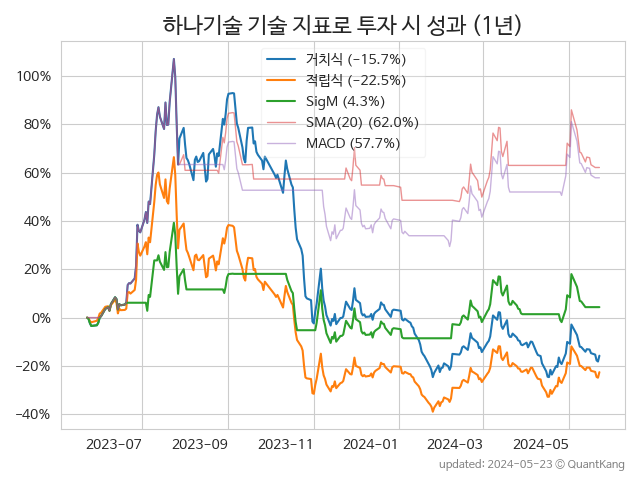 하나기술 기술 지표로 투자 시 성과 (1년)
거치식 (−15.7%)
적립식 (−22.5%)
SigM (4.3%)
SMA(20) (62.0%)
MACD (57.7%)
100%
80%
60%
40%
20%
0%
−20%
−40%
2023-07 2023-09 2023-11 2024-01 2024-03 2024-05
updated: 2024-05-23 © QuantKang